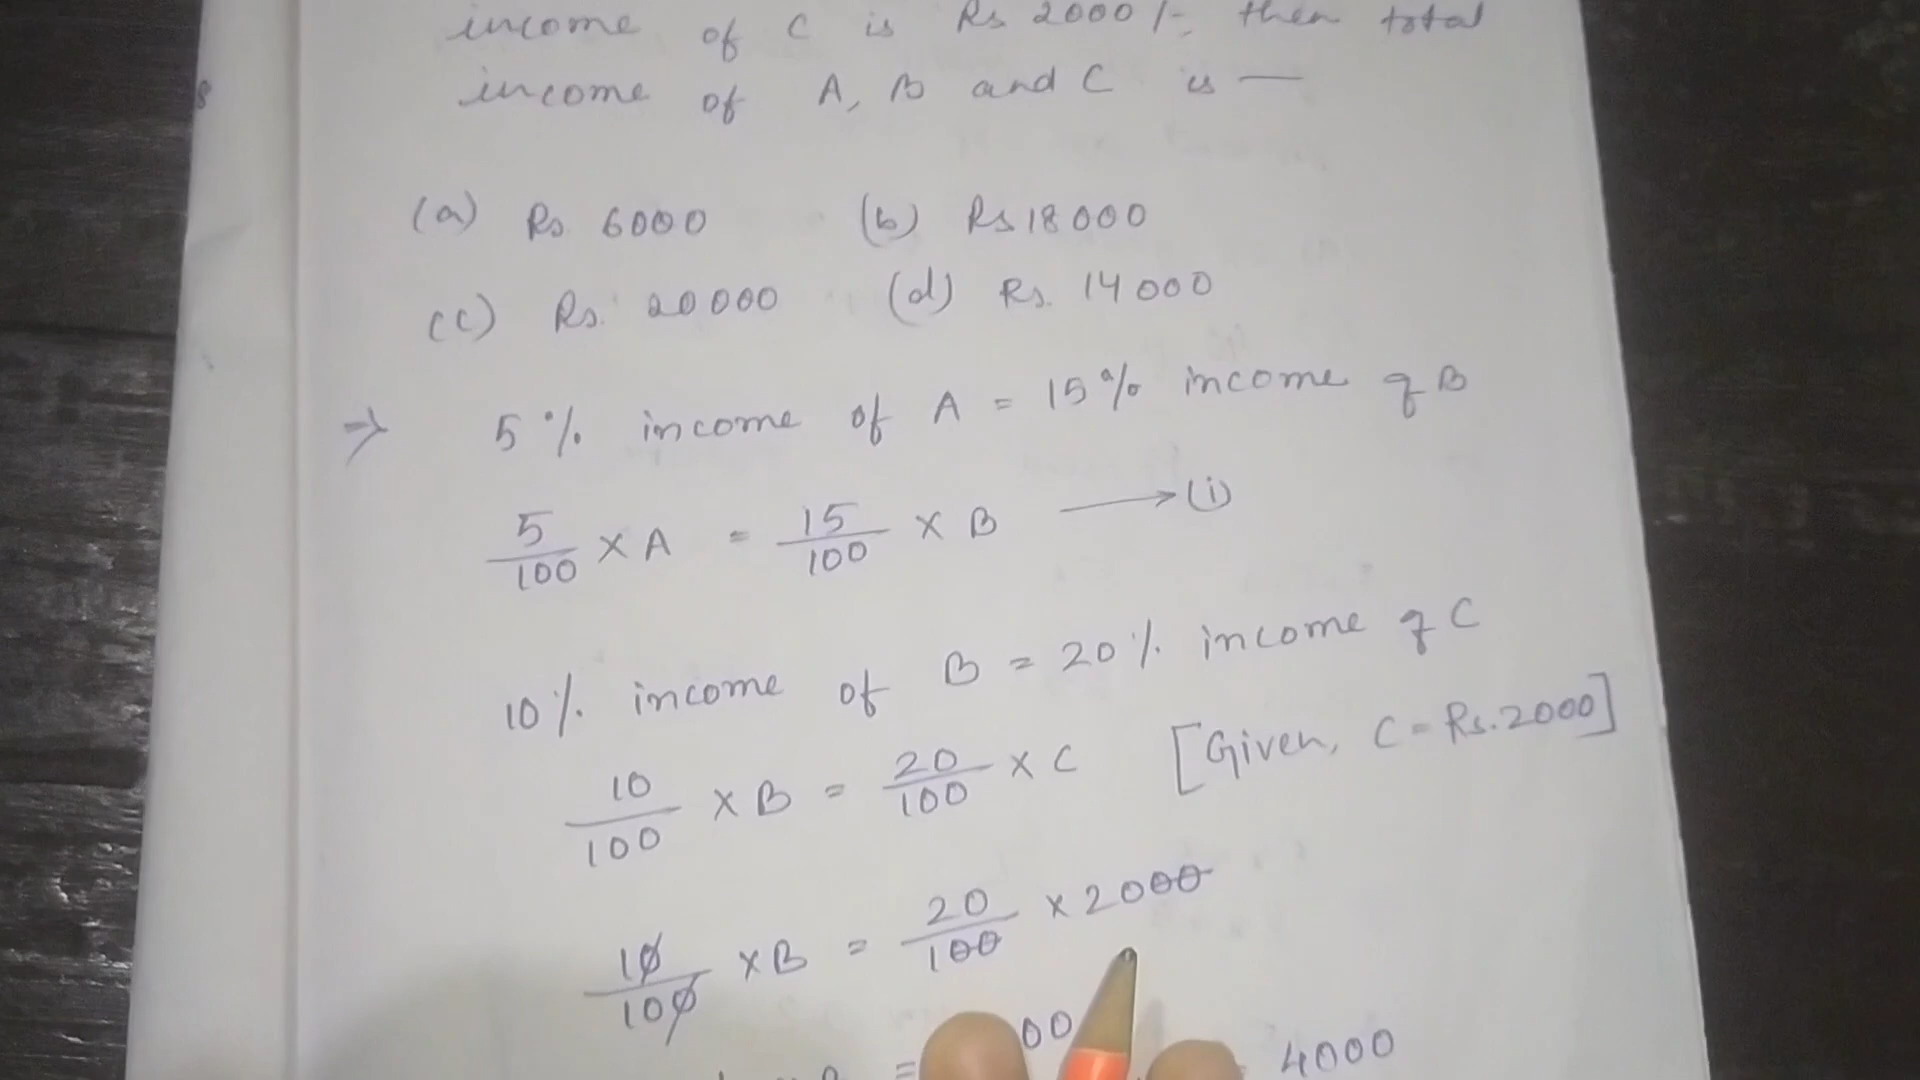 income of C is Rs 2000/- then total
income of A, B and C is —
(a) Rs 6000 (b) Rs 18000
(c) Rs. 20000 (d) Rs. 14000
⇒ 5% income of A = 15% income of B
5/100 × A = 15/100 × B ⟶ (i)
10% income of B = 20% income of C
10/100 × B = 20/100 × C [Given, C = Rs. 2000]
10/100 × B = 20/100 × 2000
= 00 4000